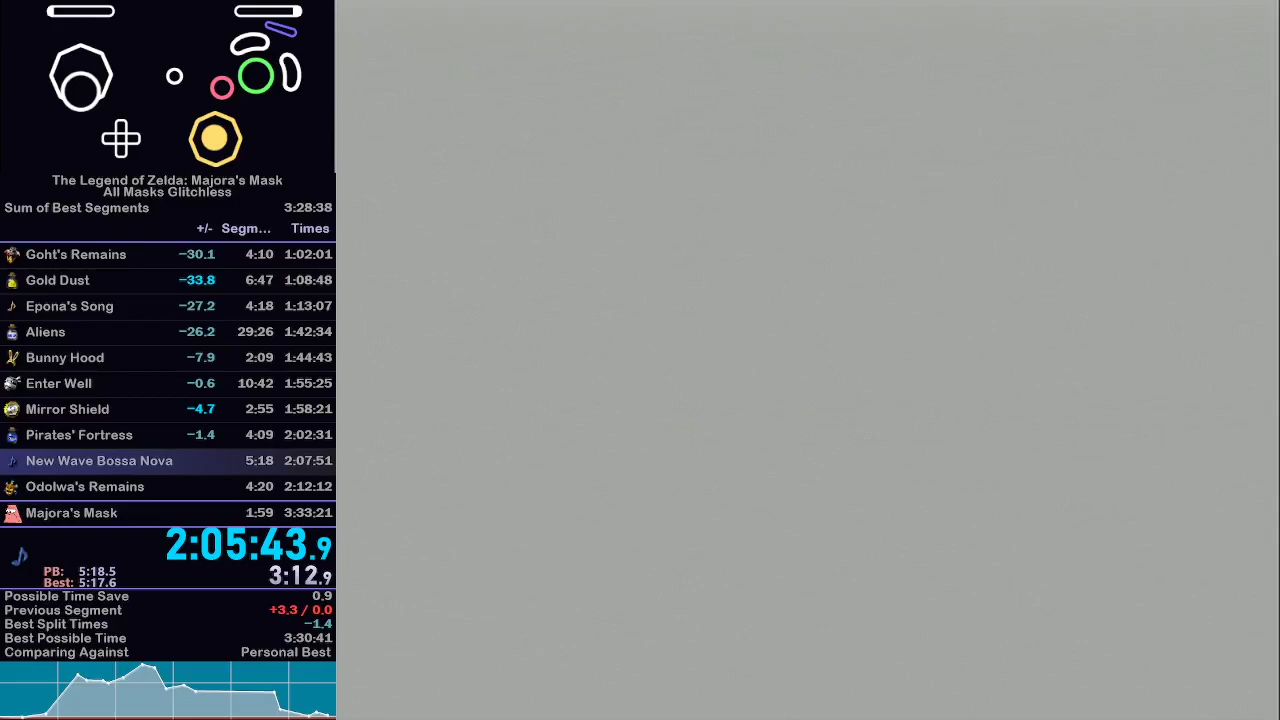 The Legend of Zelda: Majora's Mask
All Masks Glitchless
Sum of Best Segments 3:28:38
+/- Segm... Times
Goht's Remains −30.1 4:10 1:02:01
Gold Dust −33.8 6:47 1:08:48
Epona's Song −27.2 4:18 1:13:07
Aliens −26.2 29:26 1:42:34
Bunny Hood −7.9 2:09 1:44:43
Enter Well −0.6 10:42 1:55:25
Mirror Shield −4.7 2:55 1:58:21
Pirates' Fortress −1.4 4:09 2:02:31
New Wave Bossa Nova 5:18 2:07:51
Odolwa's Remains 4:20 2:12:12
Majora's Mask 1:59 3:33:21
2:05:43.9
PB: 5:18.5 3:12.9
Best: 5:17.6
Possible Time Save 0.9
Previous Segment +3.3 / 0.0
Best Split Times −1.4
Best Possible Time 3:30:41
Comparing Against Personal Best